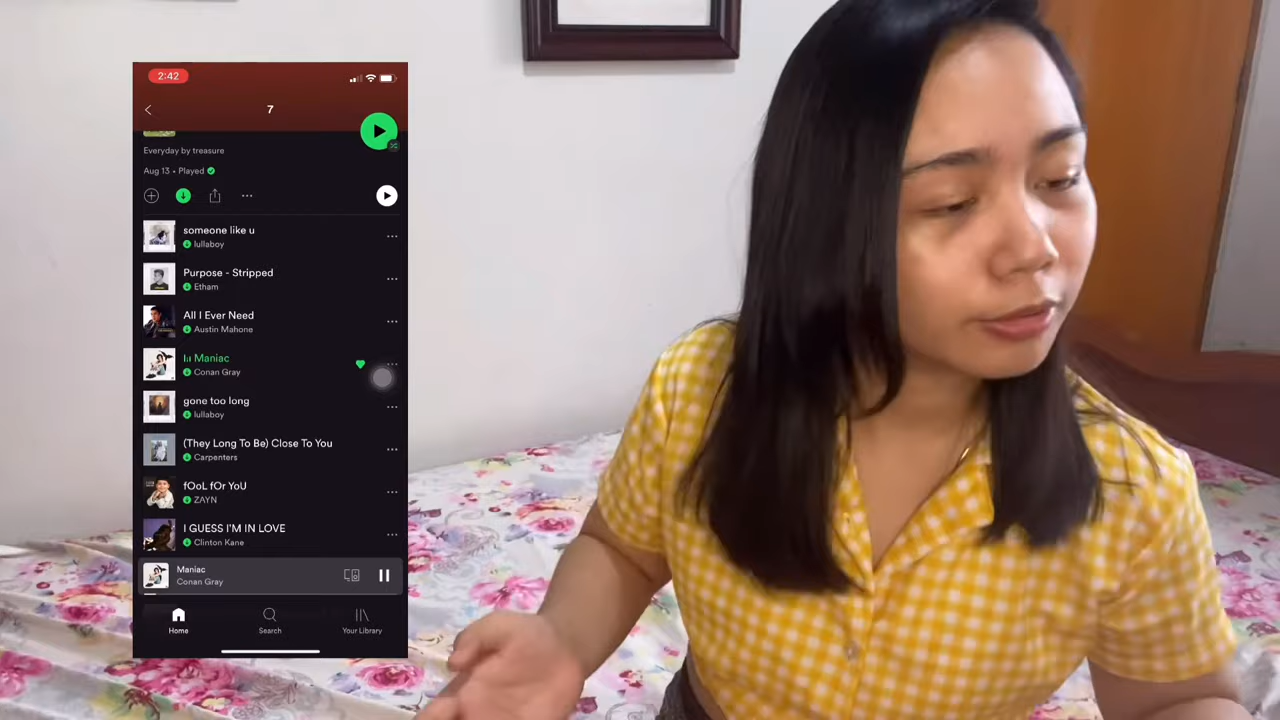 2:42
7
Everyday by treasure
Aug 13 • Played
someone like u
lullaboy
Purpose - Stripped
Etham
All I Ever Need
Austin Mahone
Maniac
Conan Gray
gone too long
lullaboy
(They Long To Be) Close To You
Carpenters
fOoL fOr YoU
ZAYN
I GUESS I'M IN LOVE
Clinton Kane
Maniac
Conan Gray
Home
Search
Your Library